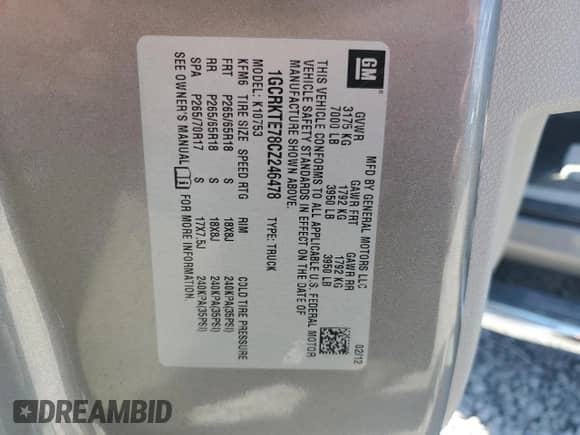 GM
MFD BY GENERAL MOTORS LLC
GVWR GAWR FRT GAWR RR
3175 KG 1792 KG 1792 KG
7000 LB 3950 LB 3950 LB
02/12
THIS VEHICLE CONFORMS TO ALL APPLICABLE U.S. FEDERAL MOTOR
VEHICLE SAFETY STANDARDS IN EFFECT ON THE DATE OF
MANUFACTURE SHOWN ABOVE.
1GCRKTE78CZ246478 TYPE: TRUCK
MODEL: K10753
KFM6 TIRE SIZE SPEED RTG RIM COLD TIRE PRESSURE
FRT P265/65R18 S 18X8J 240KPA(35PSI)
RR P265/65R18 S 18X8J 240KPA(35PSI)
SPA P265/70R17 S 17X7.5J 240KPA(35PSI)
SEE OWNER'S MANUAL FOR MORE INFORMATION.
DREAMBID